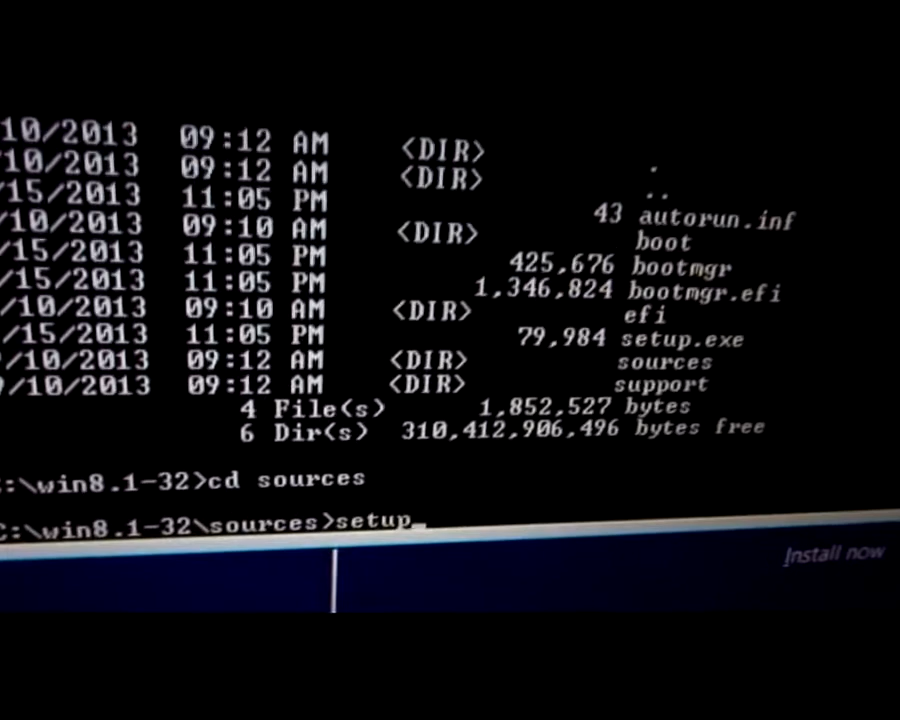 10/2013 09:12 AM <DIR> .
/10/2013 09:12 AM <DIR> ..
/15/2013 11:05 PM 43 autorun.inf
/10/2013 09:10 AM <DIR> boot
/15/2013 11:05 PM 425,676 bootmgr
/15/2013 11:05 PM 1,346,824 bootmgr.efi
/10/2013 09:10 AM <DIR> efi
/15/2013 11:05 PM 79,984 setup.exe
/10/2013 09:12 AM <DIR> sources
/10/2013 09:12 AM <DIR> support
4 File(s) 1,852,527 bytes
6 Dir(s) 310,412,906,496 bytes free
:\win8.1-32>cd sources
C:\win8.1-32\sources>setup_
Install now